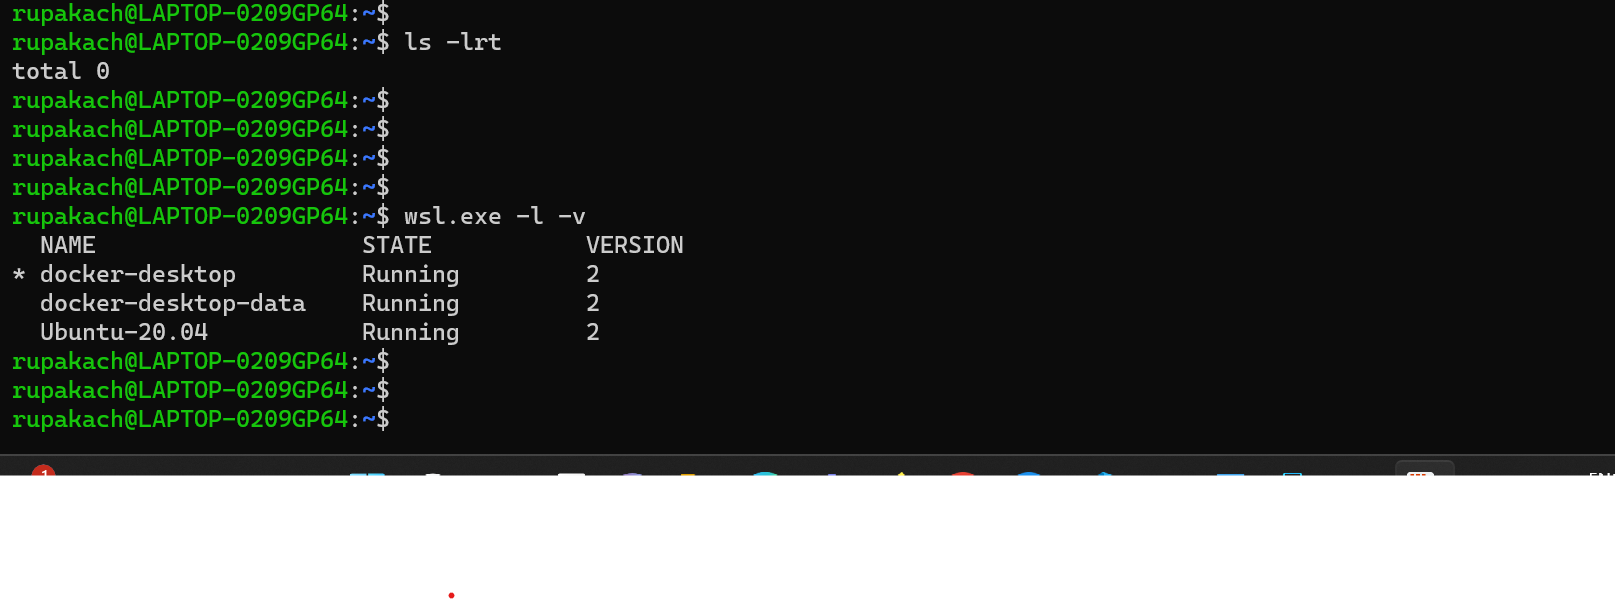 rupakach@LAPTOP-0209GP64:~$
rupakach@LAPTOP-0209GP64:~$ ls -lrt
total 0
rupakach@LAPTOP-0209GP64:~$
rupakach@LAPTOP-0209GP64:~$
rupakach@LAPTOP-0209GP64:~$
rupakach@LAPTOP-0209GP64:~$
rupakach@LAPTOP-0209GP64:~$ wsl.exe -l -v
  NAME                   STATE           VERSION
* docker-desktop         Running         2
  docker-desktop-data    Running         2
  Ubuntu-20.04           Running         2
rupakach@LAPTOP-0209GP64:~$
rupakach@LAPTOP-0209GP64:~$
rupakach@LAPTOP-0209GP64:~$
1